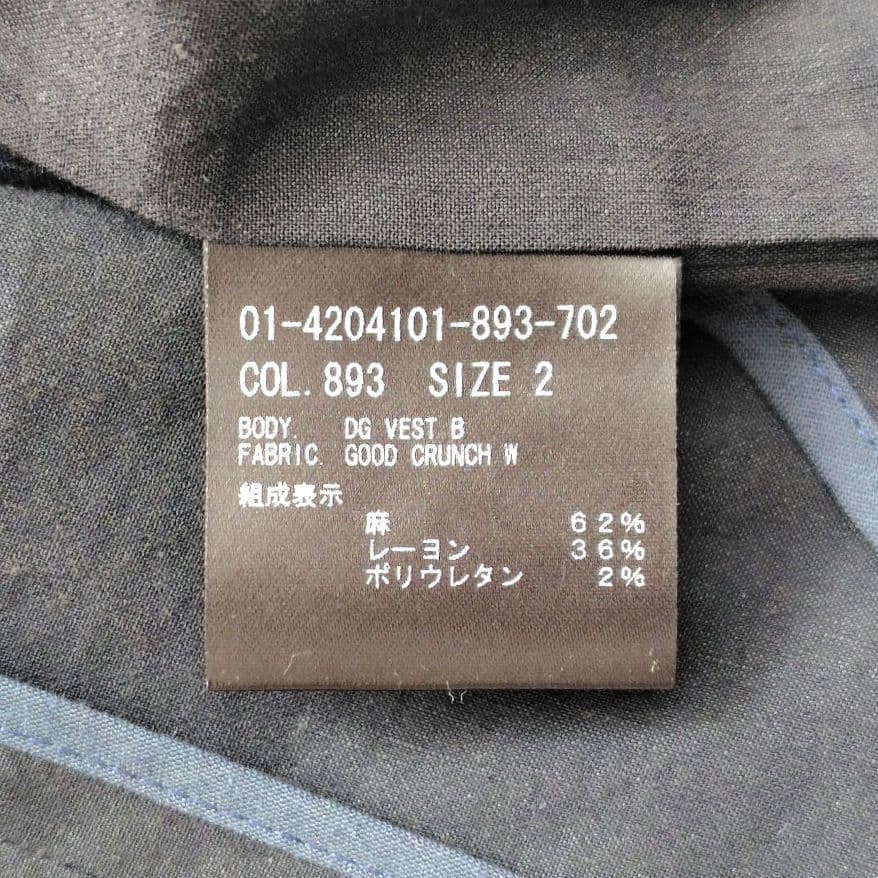 01-4204101-893-702
COL. 893 SIZE 2
BODY. DG VEST B
FABRIC. GOOD CRUNCH W
組成表示
麻 62%
レーヨン 36%
ポリウレタン 2%